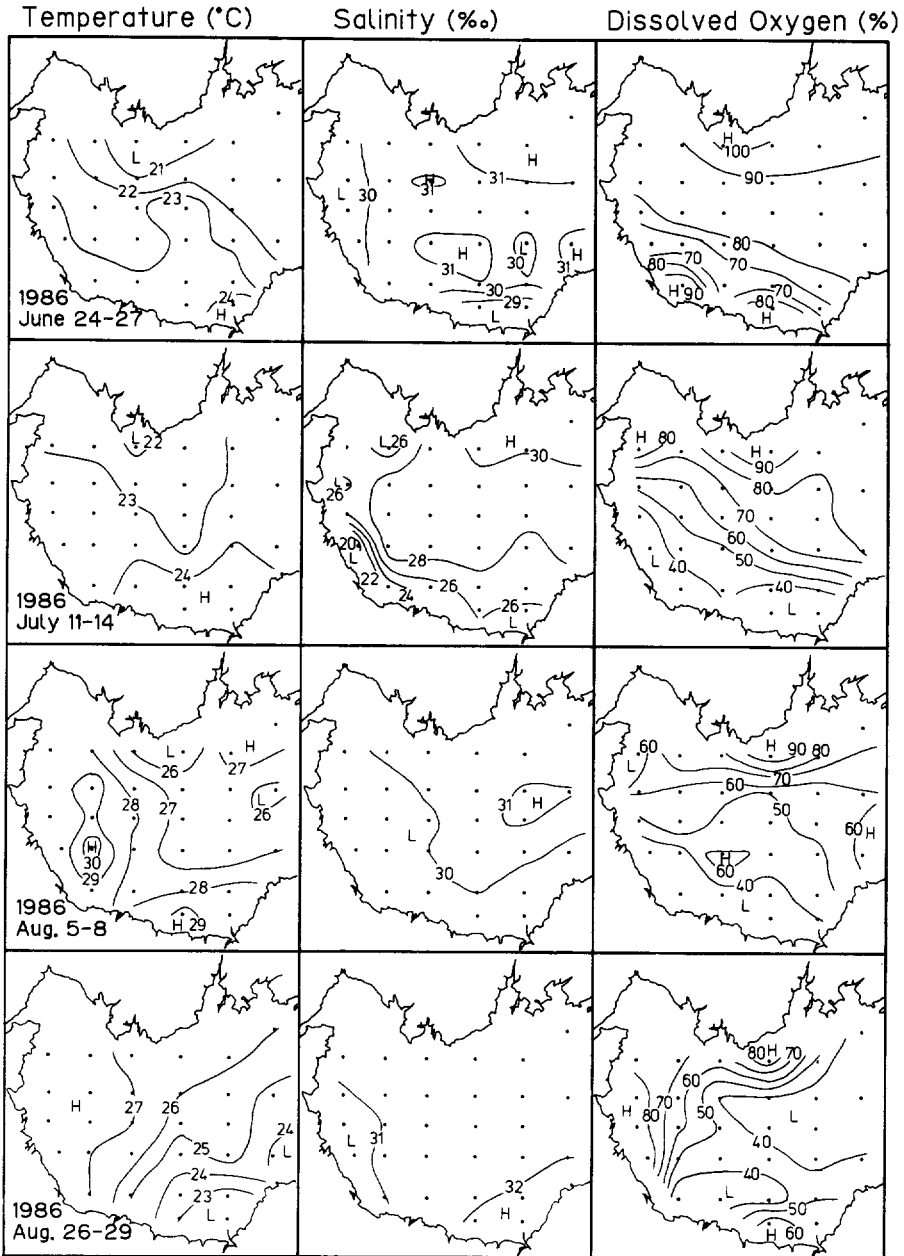 Temperature (°C) Salinity (‰) Dissolved Oxygen (%)
L
21
22
23
24
H
1986
June 24-27
H
L 30
H
31
31
H
31
L
30
H
31
30
29
L
H
100
90
80
70
80 70
H 90
70
80
H
L 22
23
24
H
1986
July 11-14
L 26
H
30
L
26
20
L
22
24
28
26
26
L
H 80
H
90
80
70
60
50
L 40
40
L
L
26
H
27
28 27
L
26
H
30
29
28
H 29
1986
Aug. 5-8
31 H
L
30
60
L
H
90 80
70
60
50
60 H
H
60
40
L
H
27 26
25
24
L
24
23
L
1986
Aug. 26-29
L 31
32
H
80 H 70
60
70
H 80
50
L
40
40
L
50
H 60